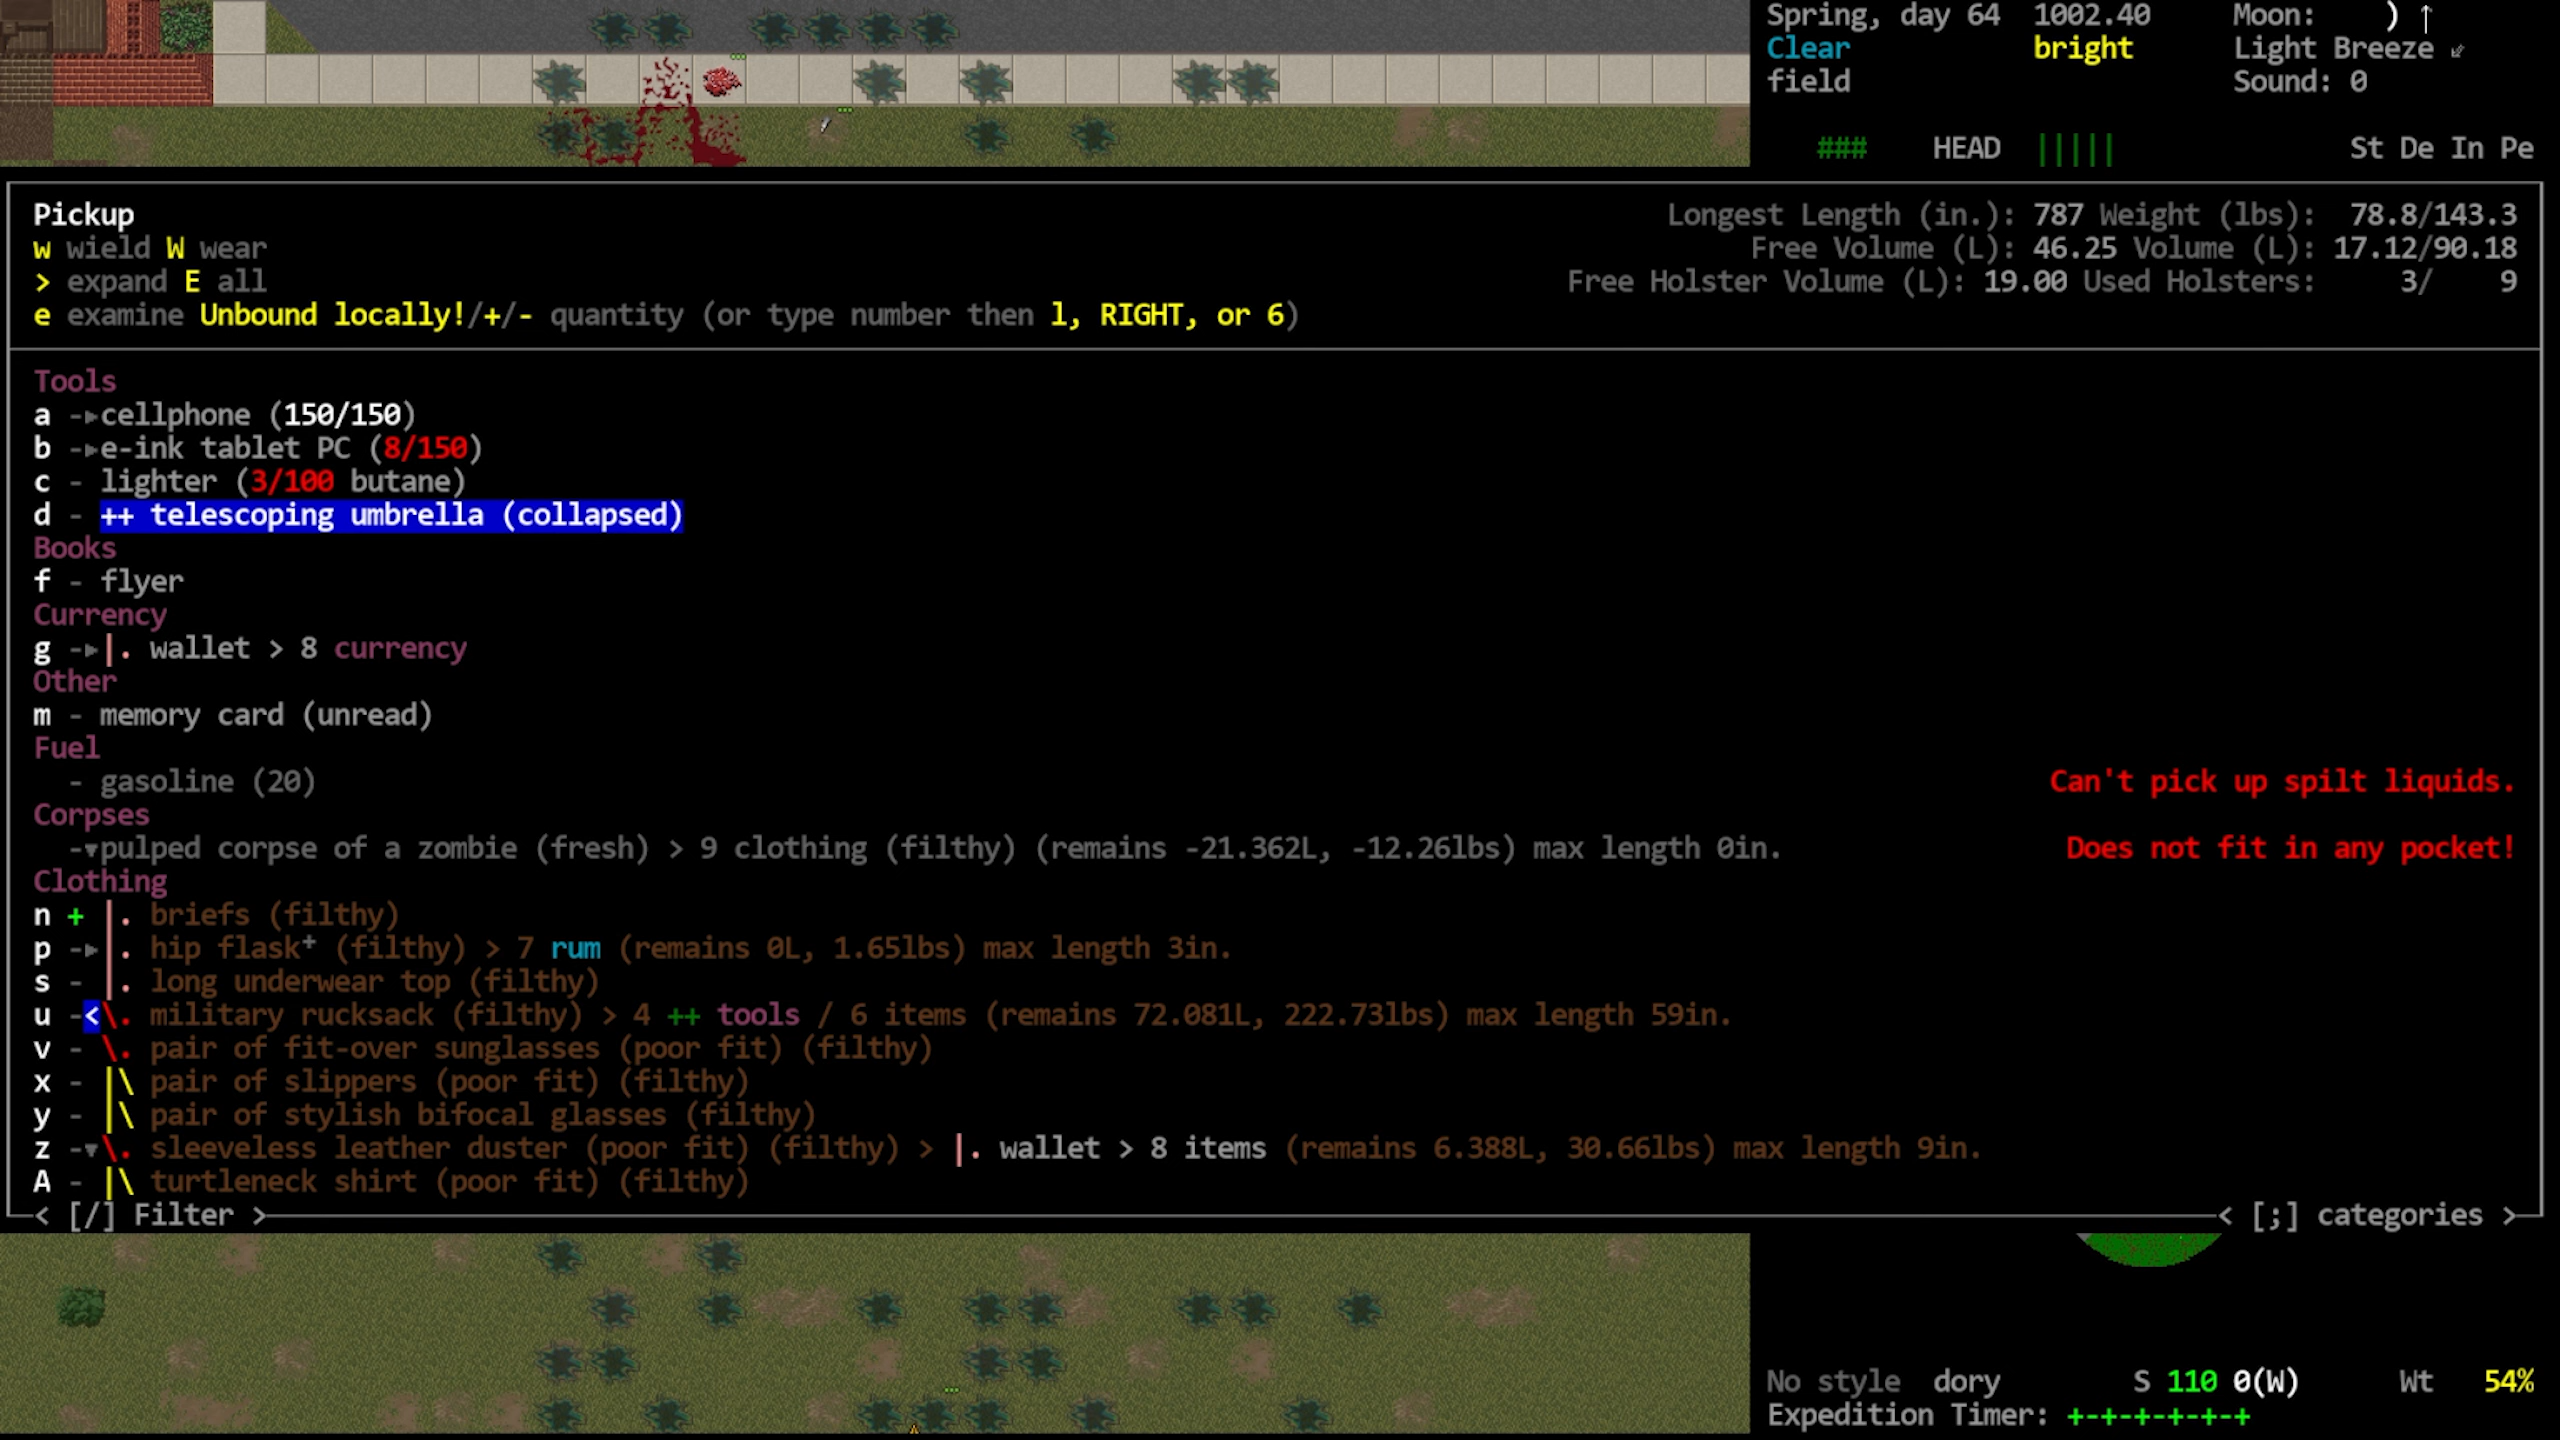 Spring, day 64 1002.40 Moon: ) ↑
Clear bright Light Breeze ⇙
field Sound: 0
### HEAD ||||| St De In Pe
Pickup Longest Length (in.): 787 Weight (lbs): 78.8/143.3
w wield W wear Free Volume (L): 46.25 Volume (L): 17.12/90.18
> expand E all Free Holster Volume (L): 19.00 Used Holsters: 3/ 9
e examine Unbound locally!/+/- quantity (or type number then l, RIGHT, or 6)
Tools
a -▸cellphone (150/150)
b -▸e-ink tablet PC (8/150)
c - lighter (3/100 butane)
d - ++ telescoping umbrella (collapsed)
Books
f - flyer
Currency
g -▸|. wallet > 8 currency
Other
m - memory card (unread)
Fuel
- gasoline (20) Can't pick up spilt liquids.
Corpses
-▾pulped corpse of a zombie (fresh) > 9 clothing (filthy) (remains -21.362L, -12.26lbs) max length 0in. Does not fit in any pocket!
Clothing
n + |. briefs (filthy)
p -▸|. hip flask⁺ (filthy) > 7 rum (remains 0L, 1.65lbs) max length 3in.
s - |. long underwear top (filthy)
u -<\. military rucksack (filthy) > 4 ++ tools / 6 items (remains 72.081L, 222.73lbs) max length 59in.
v - \. pair of fit-over sunglasses (poor fit) (filthy)
x - |\ pair of slippers (poor fit) (filthy)
y - |\ pair of stylish bifocal glasses (filthy)
z -▾\. sleeveless leather duster (poor fit) (filthy) > |. wallet > 8 items (remains 6.388L, 30.66lbs) max length 9in.
A - |\ turtleneck shirt (poor fit) (filthy)
< [/] Filter > < [;] categories >
No style dory S 110 0(W) Wt 54%
Expedition Timer: +-+-+-+-+-+